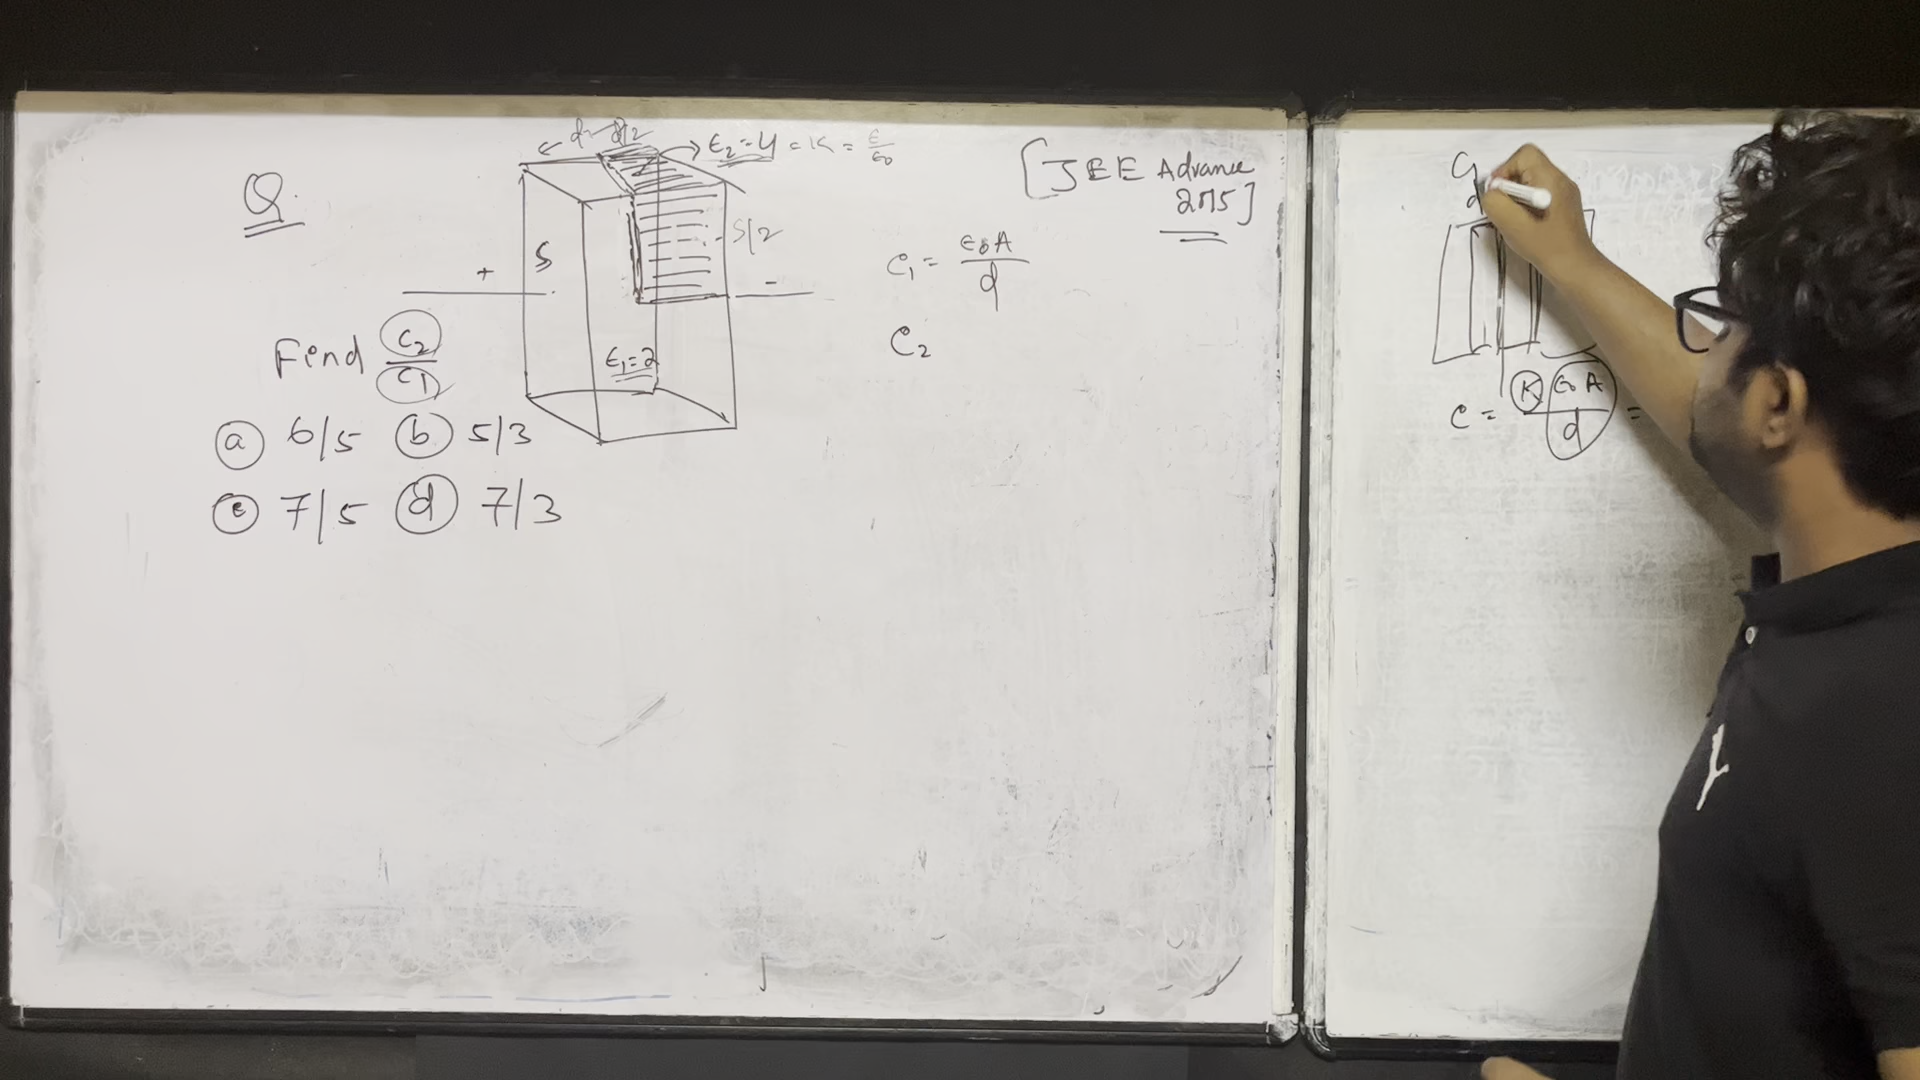 Q.
d d/2
ε₂=4 = K = ε/ε₀
[JEE Advance
2015]
S
S/2
+
-
ε₁=2
Find C₂/C₁
(a) 6/5 (b) 5/3
(c) 7/5 (d) 7/3
C₁ = ε₀A/d
C₂
C = K ε₀A/d =